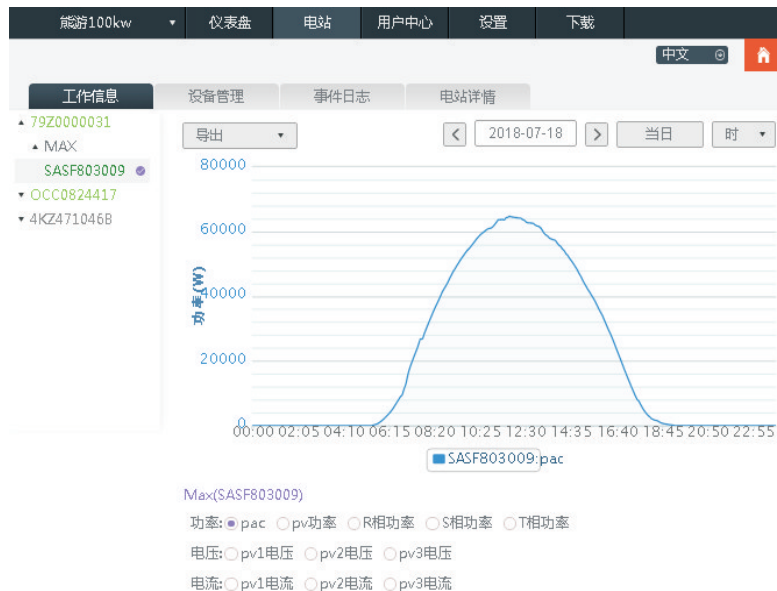 熊游100kw 仪表盘 电站 用户中心 设置 下载
中文
工作信息 设备管理 事件日志 电站详情
79Z0000031
MAX
SASF803009
OCC0824417
4KZ471046B
导出 2018-07-18 当日 时
80000
60000
40000
20000
0
功率(W)
00:00 02:05 04:10 06:15 08:20 10:25 12:30 14:35 16:40 18:45 20:50 22:55
SASF803009:pac
Max(SASF803009)
功率: pac pv功率 R相功率 S相功率 T相功率
电压: pv1电压 pv2电压 pv3电压
电流: pv1电流 pv2电流 pv3电流